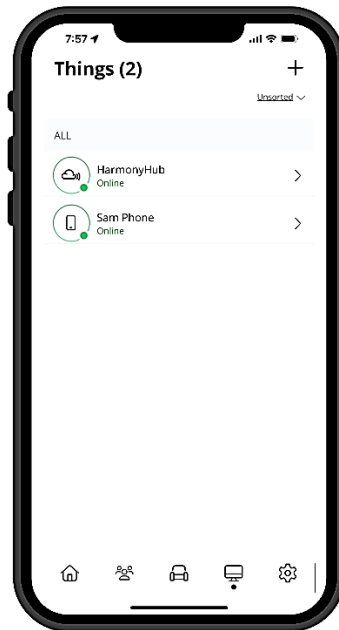 7:57
Things (2)
Unsorted
ALL
HarmonyHub
Online
Sam Phone
Online